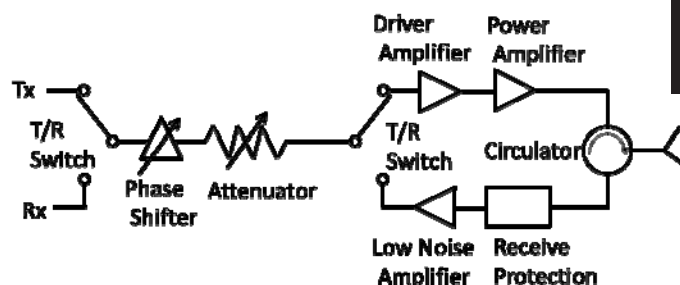 Driver
Amplifier
Power
Amplifier
Tx
T/R
Switch
Rx
Phase
Shifter
Attenuator
T/R
Switch
Circulator
Low Noise
Amplifier
Receive
Protection